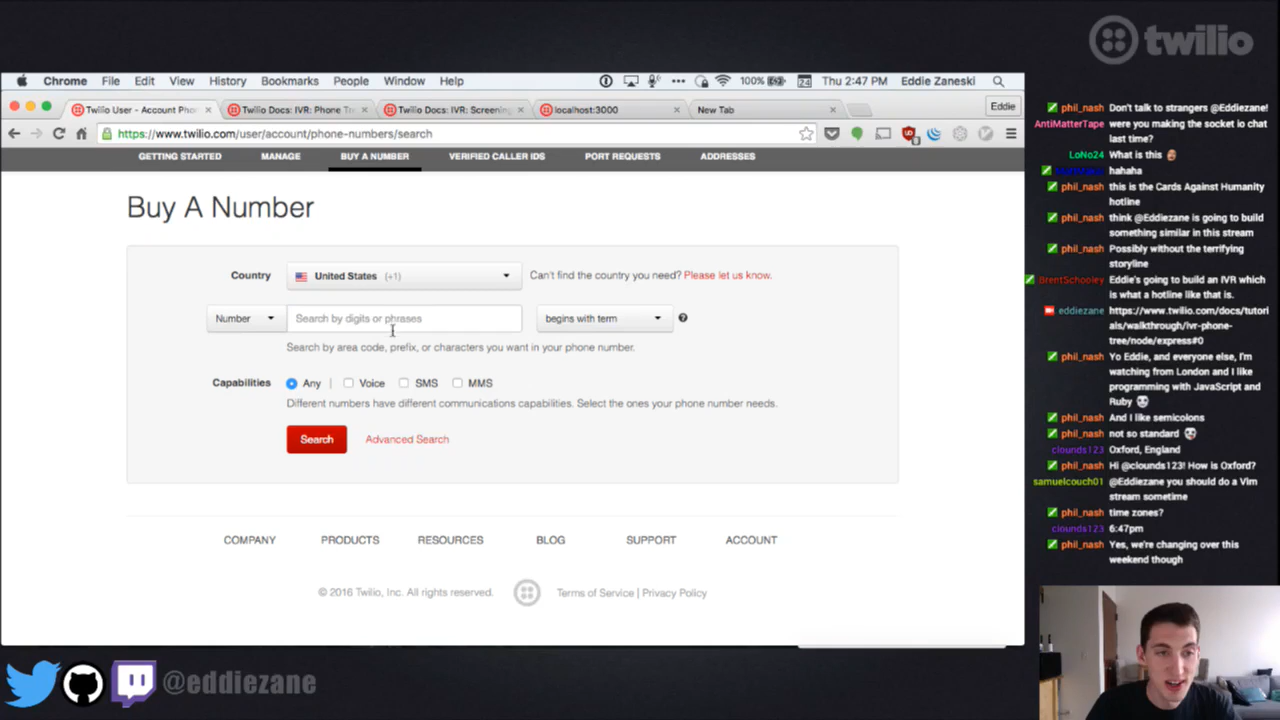 twilio
Chrome File Edit View History Bookmarks People Window Help
100% 24 Thu 2:47 PM Eddie Zaneski
Twilio User - Account Pho
Twilio Docs: IVR: Phone Tr
Twilio Docs: IVR: Screening
localhost:3000
New Tab
Eddie
https://www.twilio.com/user/account/phone-numbers/search
GETTING STARTED MANAGE BUY A NUMBER VERIFIED CALLER IDS PORT REQUESTS ADDRESSES
Buy A Number
Country United States (+1) Can't find the country you need? Please let us know.
Number Search by digits or phrases begins with term
Search by area code, prefix, or characters you want in your phone number.
Capabilities Any | Voice SMS MMS
Different numbers have different communications capabilities. Select the ones your phone number needs.
Search Advanced Search
COMPANY PRODUCTS RESOURCES BLOG SUPPORT ACCOUNT
© 2016 Twilio, Inc. All rights reserved. Terms of Service | Privacy Policy
phil_nash Don't talk to strangers @Eddiezane!
AntiMatterTape were you making the socket io chat
last time?
LoNo24 What is this
hahaha
phil_nash this is the Cards Against Humanity
hotline
phil_nash think @Eddiezane is going to build
something similar in this stream
phil_nash Possibly without the terrifying
storyline
BrentSchooley Eddie's going to build an IVR which
is what a hotline like that is.
eddiezane https://www.twilio.com/docs/tutori
als/walkthrough/ivr-phone-
tree/node/express#0
phil_nash Yo Eddie, and everyone else, I'm
watching from London and I like
programming with JavaScript and
Ruby
phil_nash And I like semicolons
phil_nash not so standard
clounds123 Oxford, England
phil_nash Hi @clounds123! How is Oxford?
samuelcouch01 @Eddiezane you should do a Vim
stream sometime
phil_nash time zones?
clounds123 6:47pm
phil_nash Yes, we're changing over this
weekend though
@eddiezane